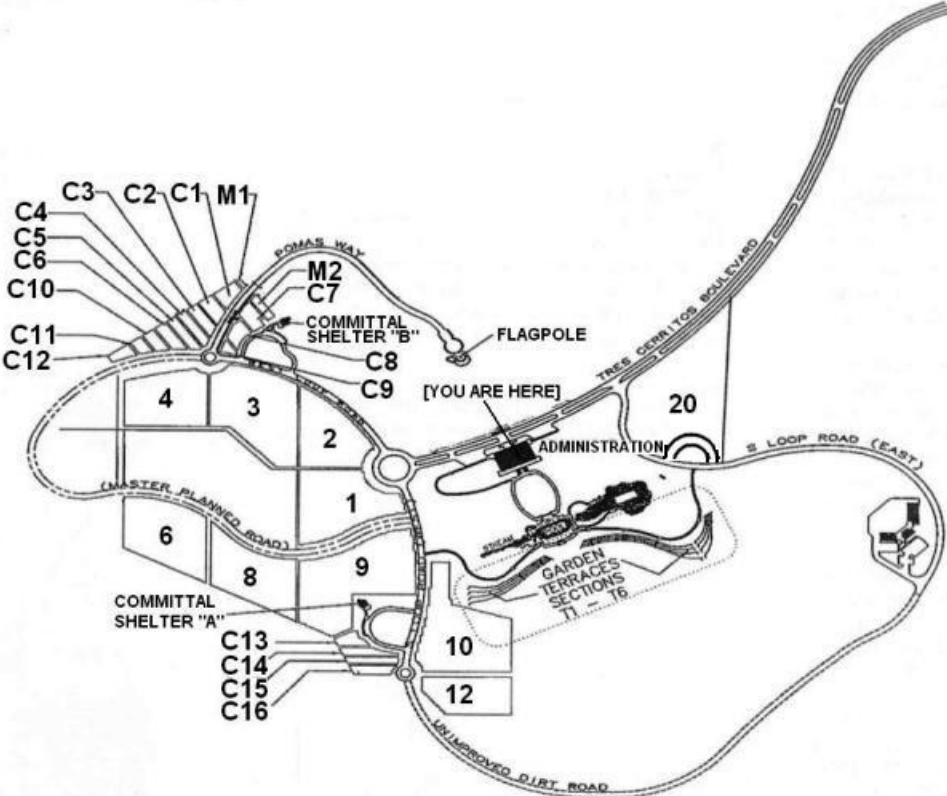 C3
C2
C1
M1
C4
C5
C6
C10
C11
C12
POMAS WAY
M2
C7
COMMITTAL
SHELTER "B"
C8
C9
FLAGPOLE
TRES CERRITOS BOULEVARD
[YOU ARE HERE]
ADMINISTRATION
20
S LOOP ROAD (EAST)
4
3
2
1
(MASTER PLANNED ROAD)
6
8
9
STREAM
GARDEN
TERRACES
SECTIONS
T1 - T6
COMMITTAL
SHELTER "A"
C13
C14
C15
C16
10
12
UNIMPROVED DIRT ROAD